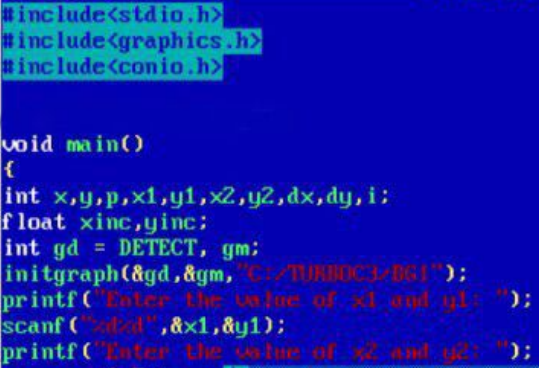 #include<stdio.h>
#include<graphics.h>
#include<conio.h>
void main()
{
int x,y,p,x1,y1,x2,y2,dx,dy,i;
float xinc,yinc;
int gd = DETECT, gm;
initgraph(&gd,&gm,"C:/TURBOC3/BGI");
printf("Enter the value of x1 and y1: ");
scanf("%d%d",&x1,&y1);
printf("Enter the value of x2 and y2: ");